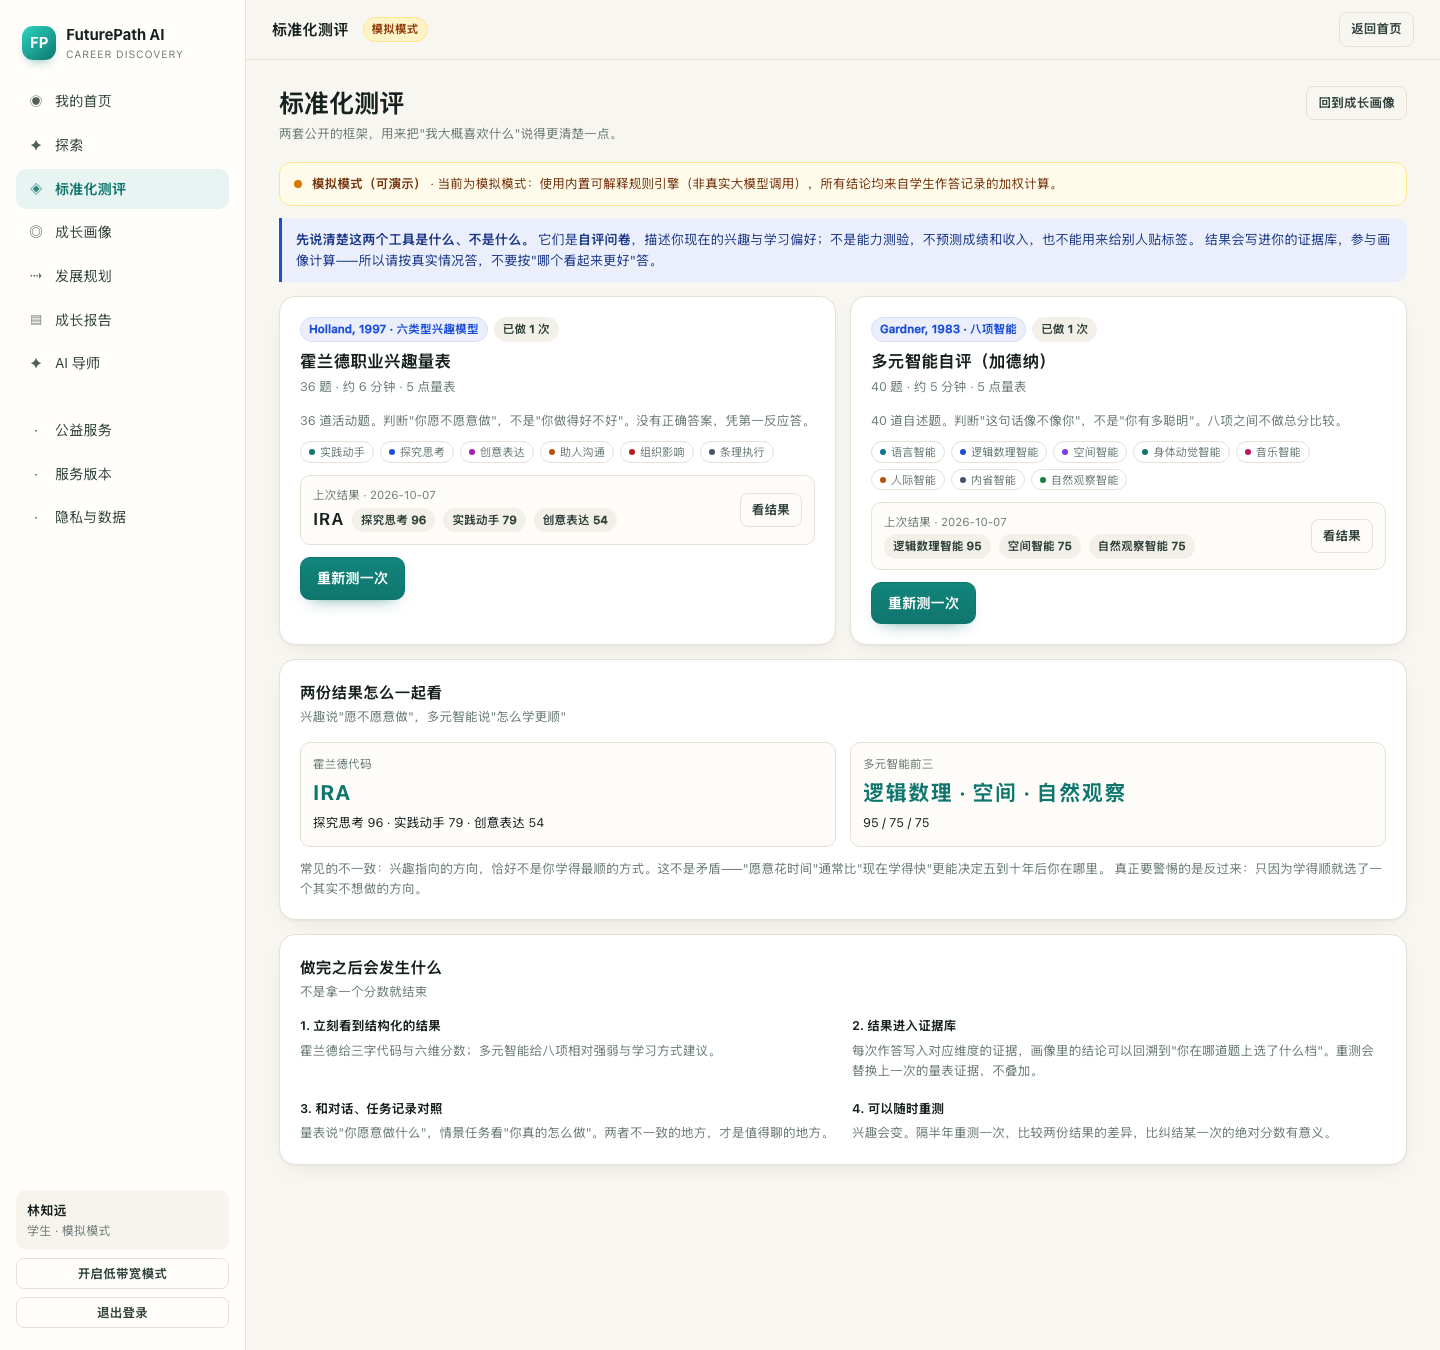 FP
FuturePath AI
CAREER DISCOVERY
我的首页
探索
标准化测评
成长画像
发展规划
成长报告
AI 导师
公益服务
服务版本
隐私与数据
林知远
学生 · 模拟模式
开启低带宽模式
退出登录
标准化测评 模拟模式 返回首页
标准化测评 回到成长画像
两套公开的框架，用来把"我大概喜欢什么"说得更清楚一点。
模拟模式（可演示） · 当前为模拟模式：使用内置可解释规则引擎（非真实大模型调用），所有结论均来自学生作答记录的加权计算。
先说清楚这两个工具是什么、不是什么。 它们是自评问卷，描述你现在的兴趣与学习偏好；不是能力测验，不预测成绩和收入，也不能用来给别人贴标签。 结果会写进你的证据库，参与画
像计算——所以请按真实情况答，不要按"哪个看起来更好"答。
Holland, 1997 · 六类型兴趣模型 已做 1 次
霍兰德职业兴趣量表
36 题 · 约 6 分钟 · 5 点量表
36 道活动题。判断"你愿不愿意做"，不是"你做得好不好"。没有正确答案，凭第一反应答。
实践动手 探究思考 创意表达 助人沟通 组织影响 条理执行
上次结果 · 2026-10-07
IRA 探究思考 96 实践动手 79 创意表达 54 看结果
重新测一次
Gardner, 1983 · 八项智能 已做 1 次
多元智能自评（加德纳）
40 题 · 约 5 分钟 · 5 点量表
40 道自述题。判断"这句话像不像你"，不是"你有多聪明"。八项之间不做总分比较。
语言智能 逻辑数理智能 空间智能 身体动觉智能 音乐智能
人际智能 内省智能 自然观察智能
上次结果 · 2026-10-07
逻辑数理智能 95 空间智能 75 自然观察智能 75 看结果
重新测一次
两份结果怎么一起看
兴趣说"愿不愿意做"，多元智能说"怎么学更顺"
霍兰德代码
IRA
探究思考 96 · 实践动手 79 · 创意表达 54
多元智能前三
逻辑数理 · 空间 · 自然观察
95 / 75 / 75
常见的不一致：兴趣指向的方向，恰好不是你学得最顺的方式。这不是矛盾——"愿意花时间"通常比"现在学得快"更能决定五到十年后你在哪里。 真正要警惕的是反过来：只因为学得顺就选了一
个其实不想做的方向。
做完之后会发生什么
不是拿一个分数就结束
1. 立刻看到结构化的结果
霍兰德给三字代码与六维分数；多元智能给八项相对强弱与学习方式建议。
2. 结果进入证据库
每次作答写入对应维度的证据，画像里的结论可以回溯到"你在哪道题上选了什么档"。重测会
替换上一次的量表证据，不叠加。
3. 和对话、任务记录对照
量表说"你愿意做什么"，情景任务看"你真的怎么做"。两者不一致的地方，才是值得聊的地方。
4. 可以随时重测
兴趣会变。隔半年重测一次，比较两份结果的差异，比纠结某一次的绝对分数有意义。